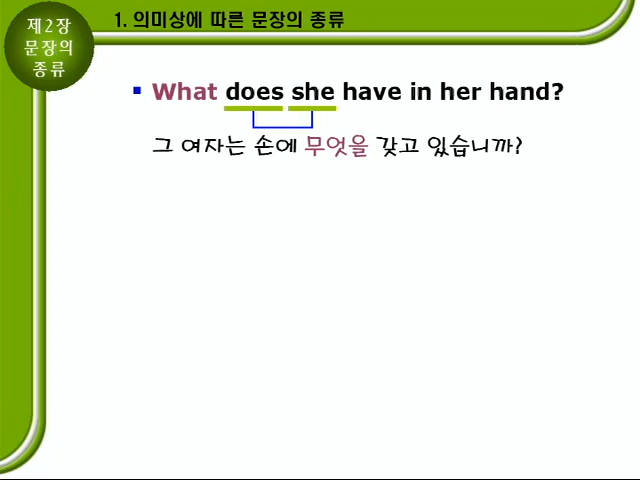 제2장
문장의
종류
1. 의미상에 따른 문장의 종류
What does she have in her hand?
그 여자는 손에 무엇을 갖고 있습니까?